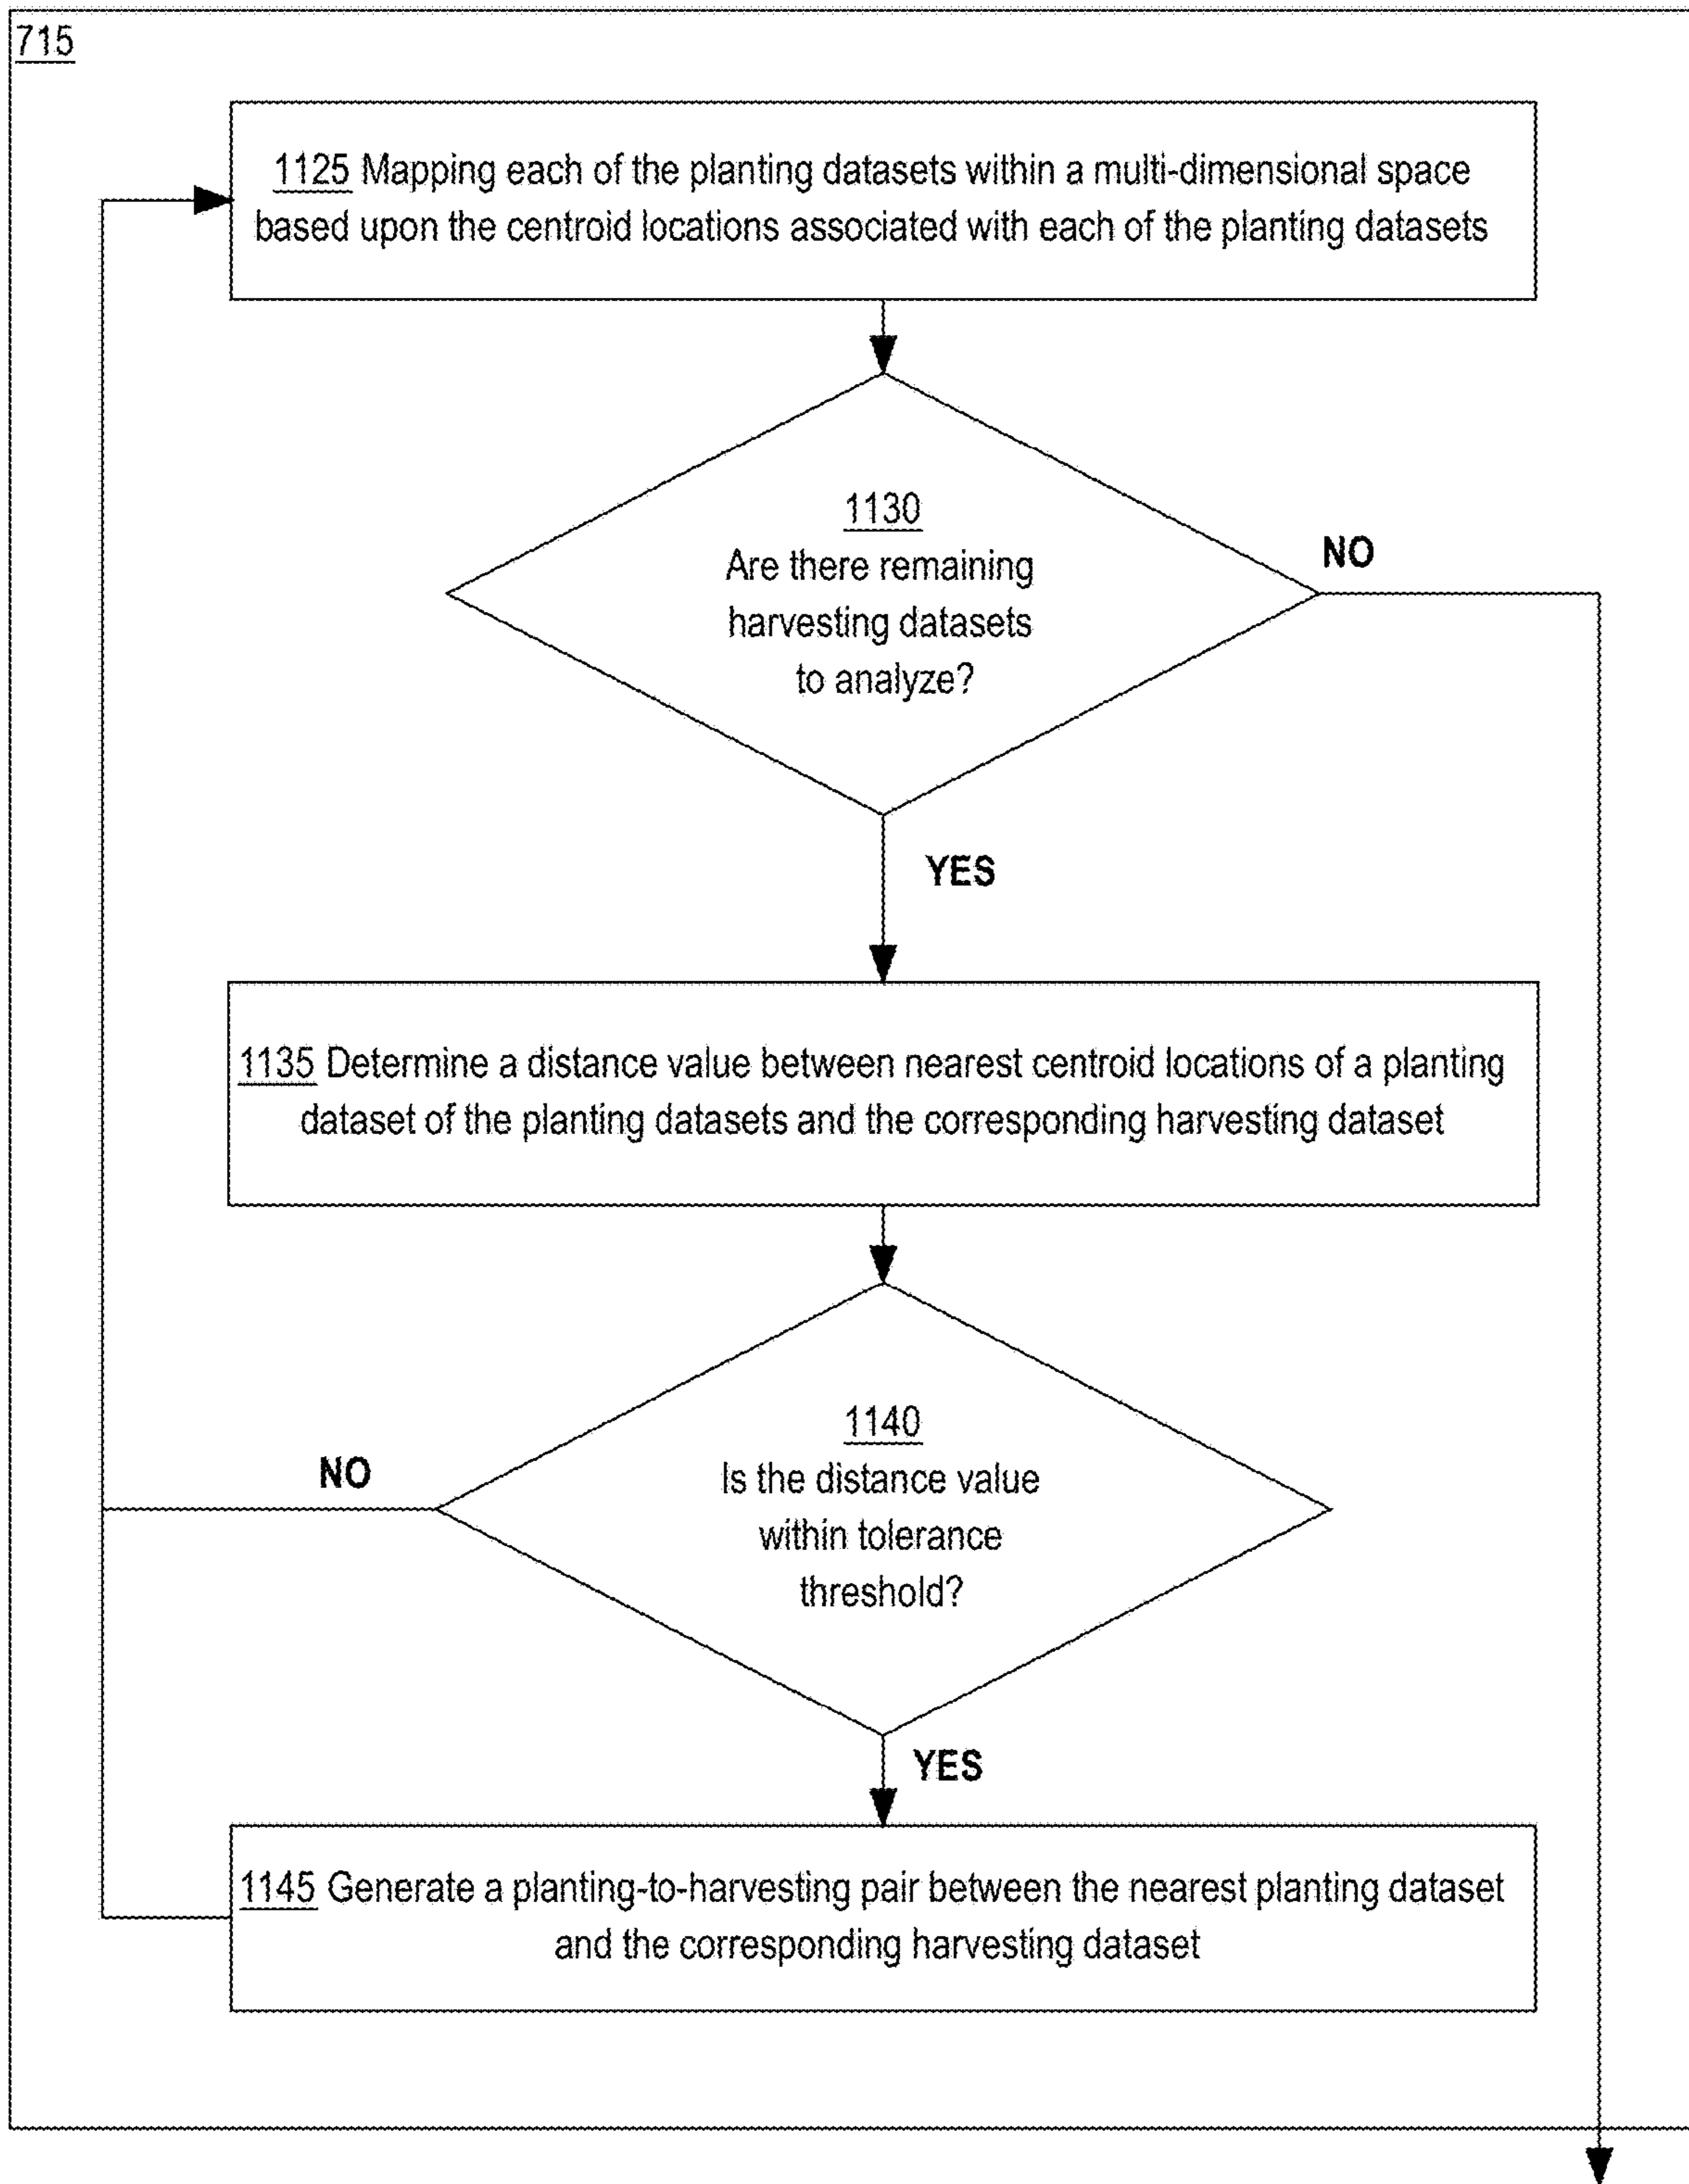 715
1125 Mapping each of the planting datasets within a multi-dimensional space
based upon the centroid locations associated with each of the planting datasets
1130
Are there remaining
harvesting datasets
to analyze?
NO
YES
1135 Determine a distance value between nearest centroid locations of a planting
dataset of the planting datasets and the corresponding harvesting dataset
1140
Is the distance value
within tolerance
threshold?
NO
YES
1145 Generate a planting-to-harvesting pair between the nearest planting dataset
and the corresponding harvesting dataset